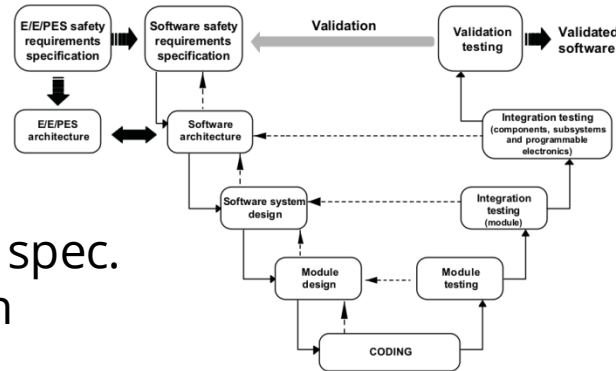 E/E/PES safety
requirements
specification
Software safety
requirements
specification
Validation
Validation
testing
Validated
software
E/E/PES
architecture
Software
architecture
Integration testing
(components, subsystems
and programmable
electronics)
Software system
design
Integration
testing
(module)
spec.
Module
design
Module
testing
CODING